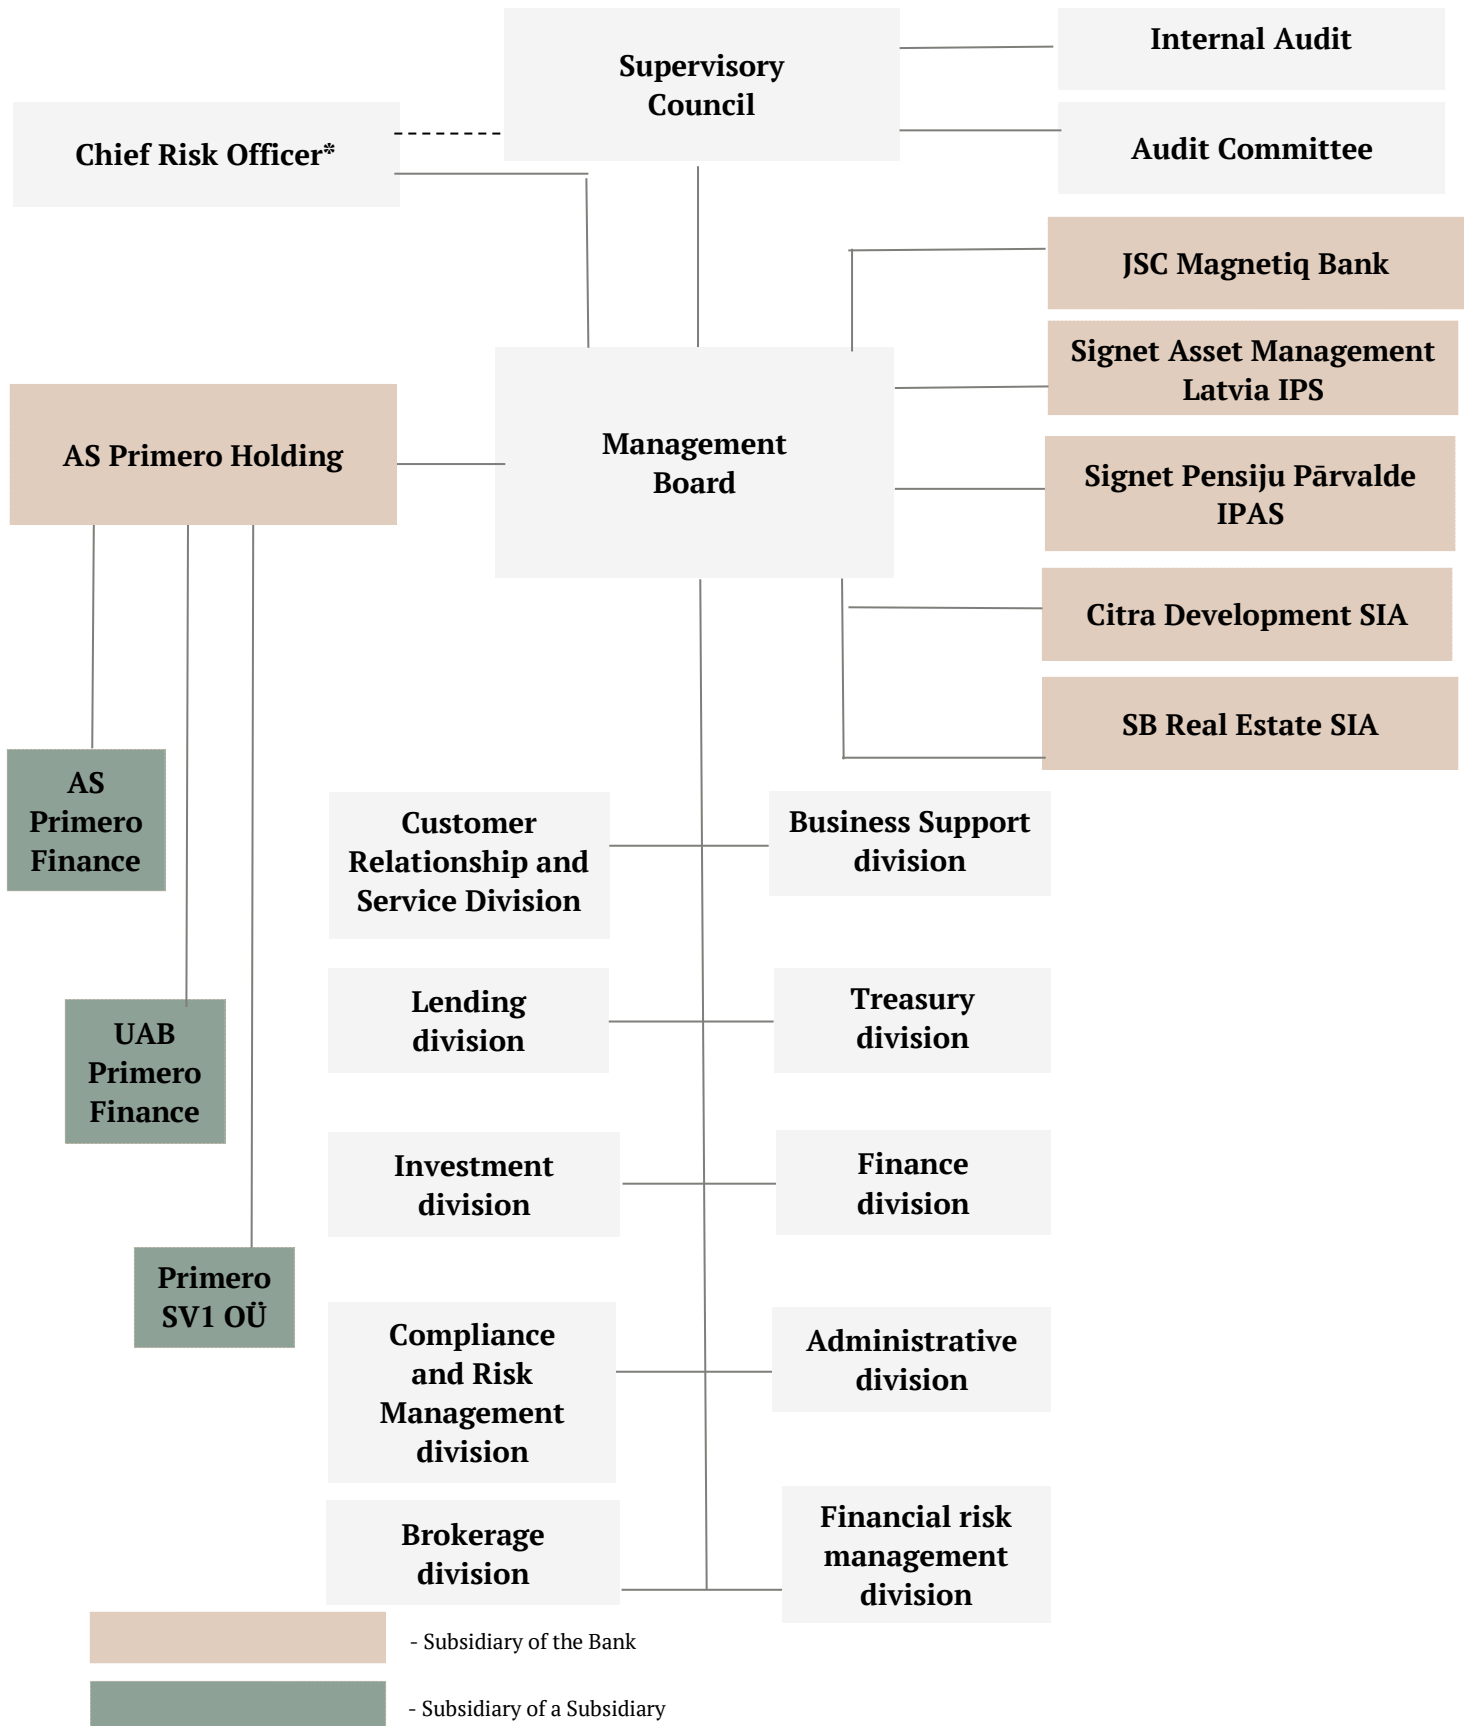 Supervisory
Council
Internal Audit
Audit Committee
Chief Risk Officer*
JSC Magnetiq Bank
Signet Asset Management
Latvia IPS
AS Primero Holding
Management
Board
Signet Pensiju Pārvalde
IPAS
Citra Development SIA
SB Real Estate SIA
AS
Primero
Finance
UAB
Primero
Finance
Primero
SV1 OÜ
Customer
Relationship and
Service Division
Business Support
division
Lending
division
Treasury
division
Investment
division
Finance
division
Compliance
and Risk
Management
division
Administrative
division
Brokerage
division
Financial risk
management
division
- Subsidiary of the Bank
- Subsidiary of a Subsidiary